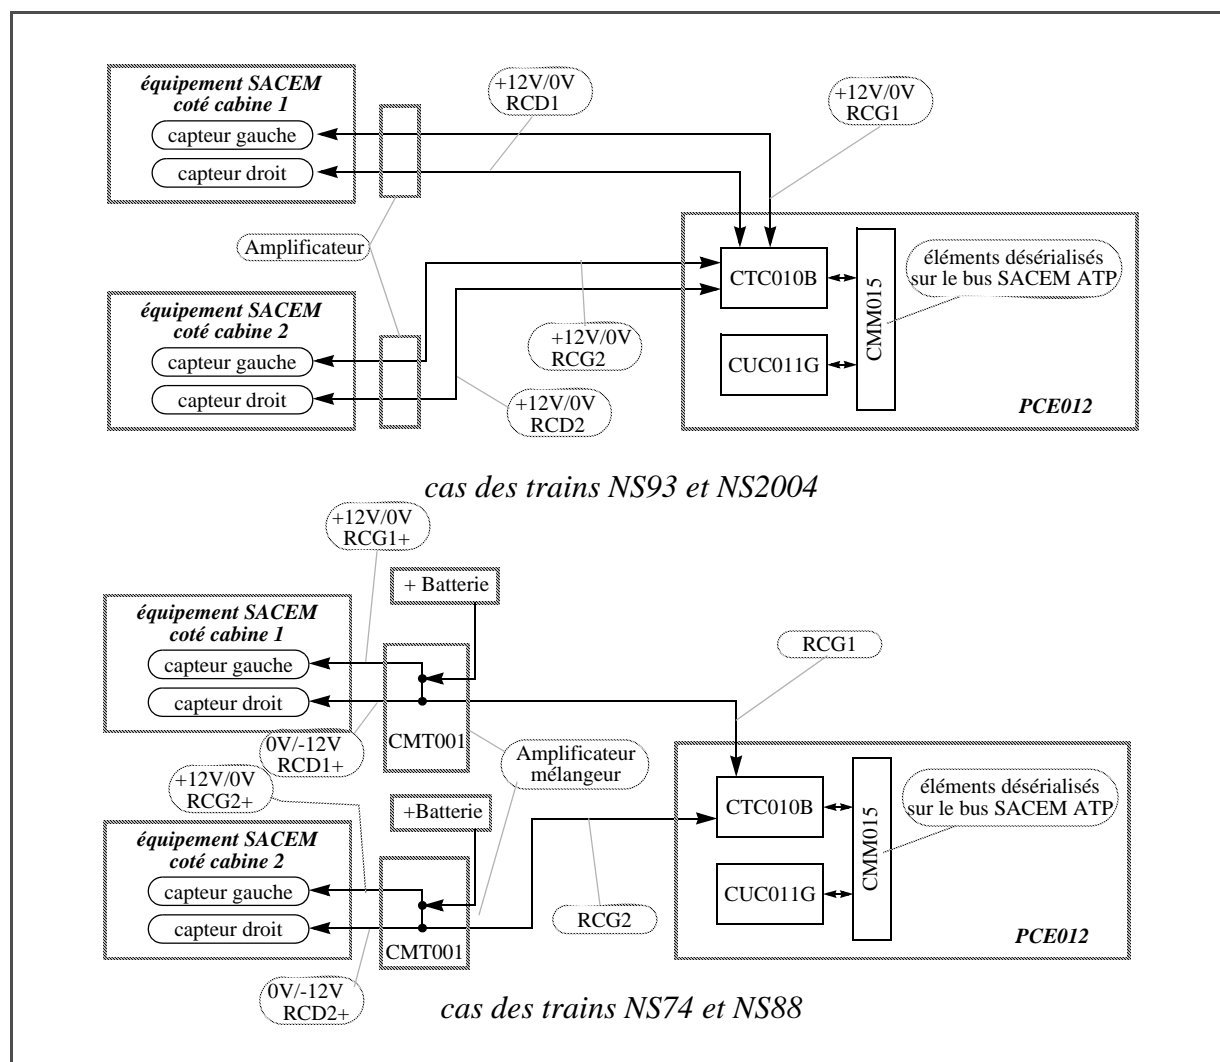 équipement SACEM
coté cabine 1
capteur gauche
capteur droit
+12V/0V
RCD1
+12V/0V
RCG1
Amplificateur
équipement SACEM
coté cabine 2
capteur gauche
capteur droit
+12V/0V
RCG2
+12V/0V
RCD2
CTC010B
CUC011G
CMM015
éléments désérialisés
sur le bus SACEM ATP
PCE012
cas des trains NS93 et NS2004
+12V/0V
RCG1+
+ Batterie
équipement SACEM
coté cabine 1
capteur gauche
capteur droit
CMT001
RCG1
0V/-12V
RCD1+
+12V/0V
RCG2+
Amplificateur
mélangeur
+Batterie
équipement SACEM
coté cabine 2
capteur gauche
capteur droit
CMT001
RCG2
0V/-12V
RCD2+
CTC010B
CUC011G
CMM015
éléments désérialisés
sur le bus SACEM ATP
PCE012
cas des trains NS74 et NS88